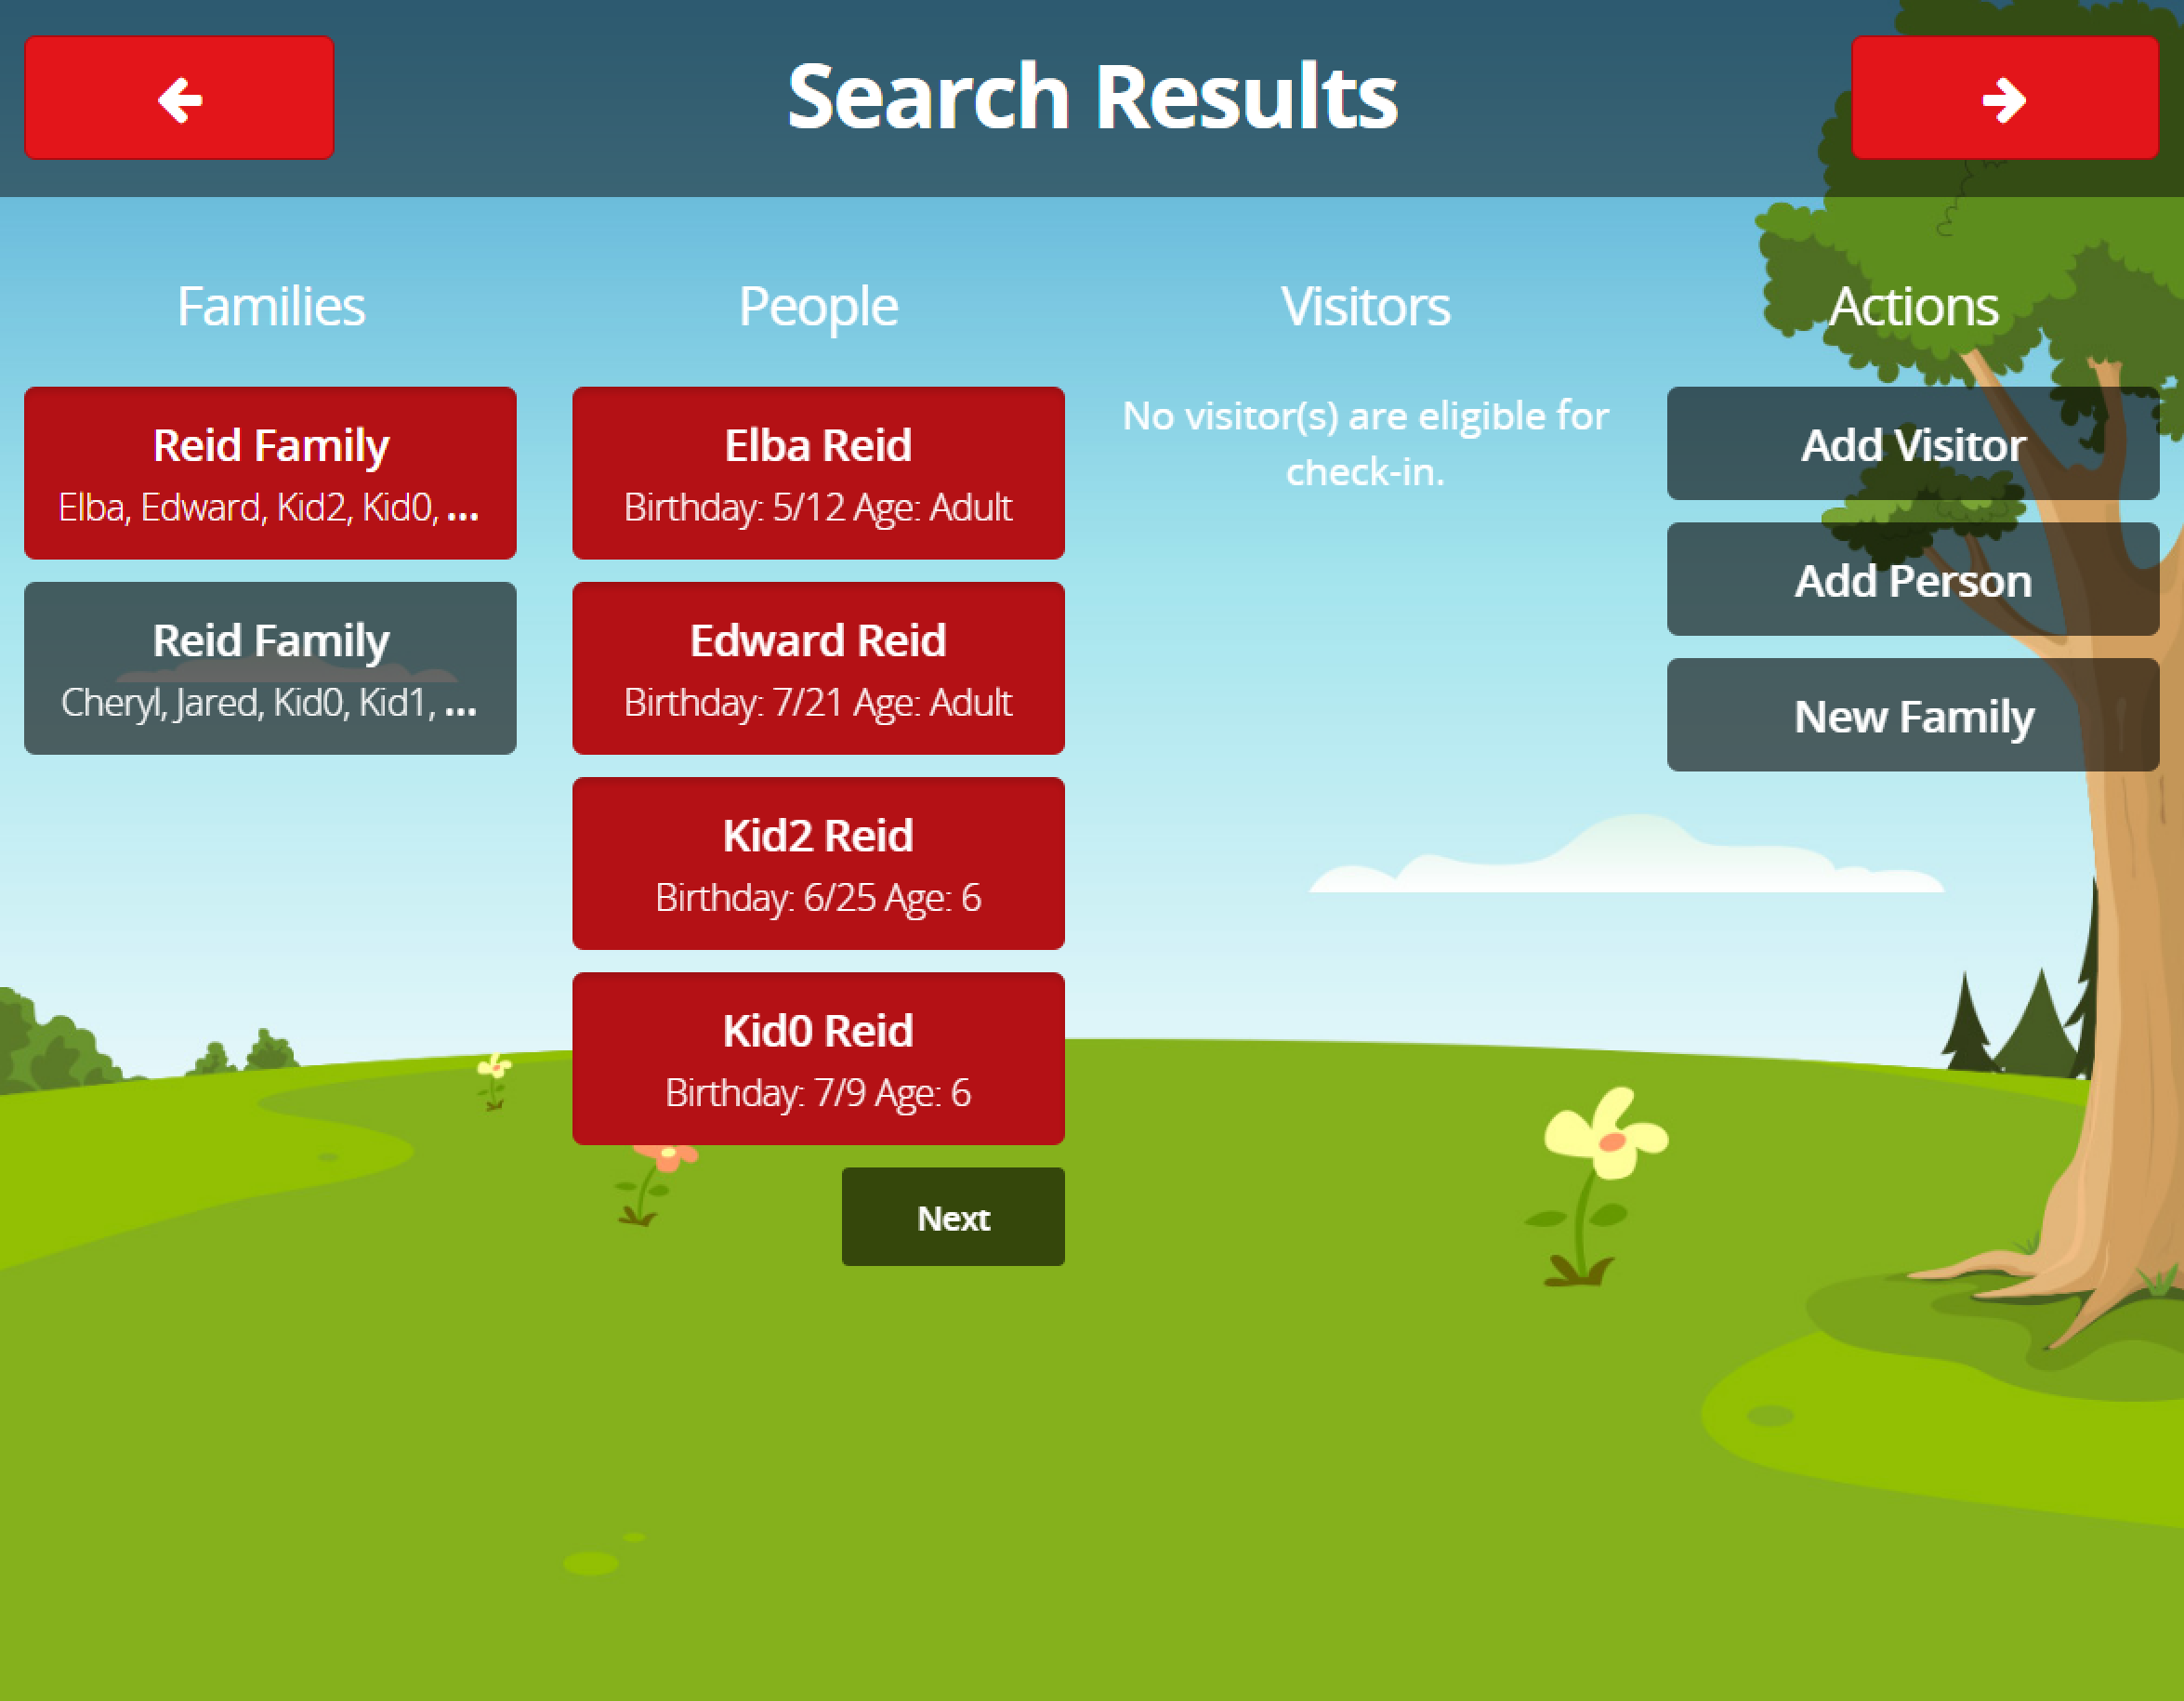 Search Results
Families
Reid Family
Elba, Edward, Kid2, Kid0, ...
Reid Family
Cheryl, Jared, Kid0, Kid1, ...
People
Elba Reid
Birthday: 5/12 Age: Adult
Edward Reid
Birthday: 7/21 Age: Adult
Kid2 Reid
Birthday: 6/25 Age: 6
Kid0 Reid
Birthday: 7/9 Age: 6
Next
Visitors
No visitor(s) are eligible for
check-in.
Actions
Add Visitor
Add Person
New Family